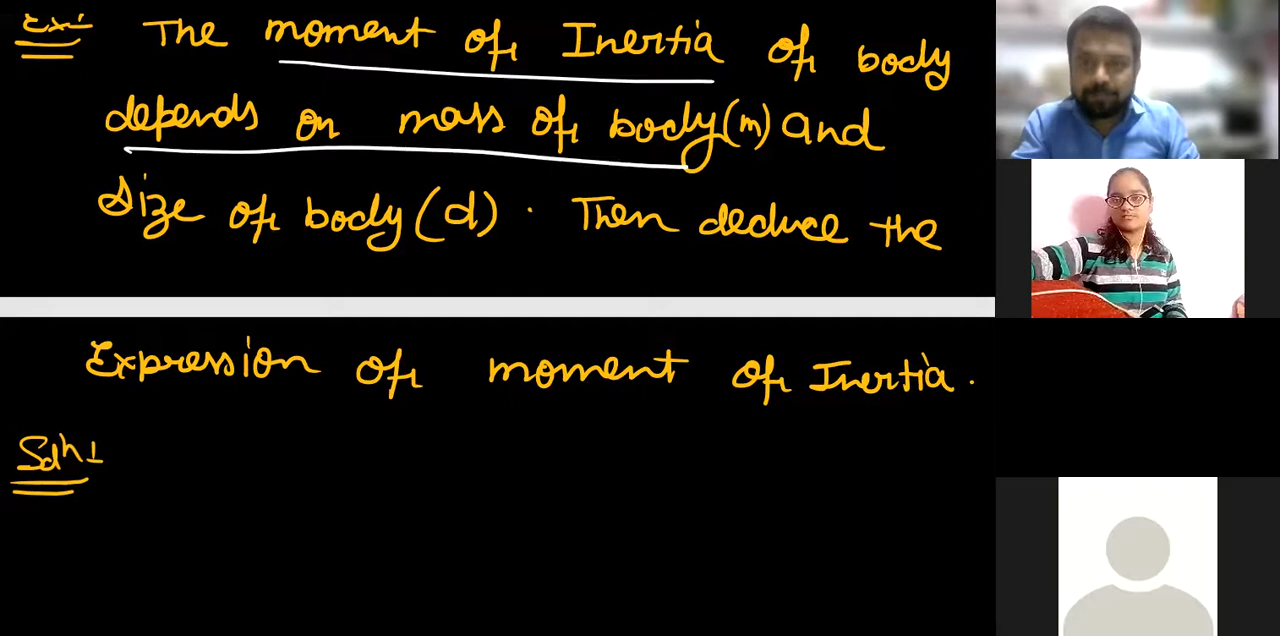 Ex:-
The moment of Inertia of body
depends on mass of body(m) and
Size of body (d). Then deduce the
Expression of moment of Inertia.
Soln:-